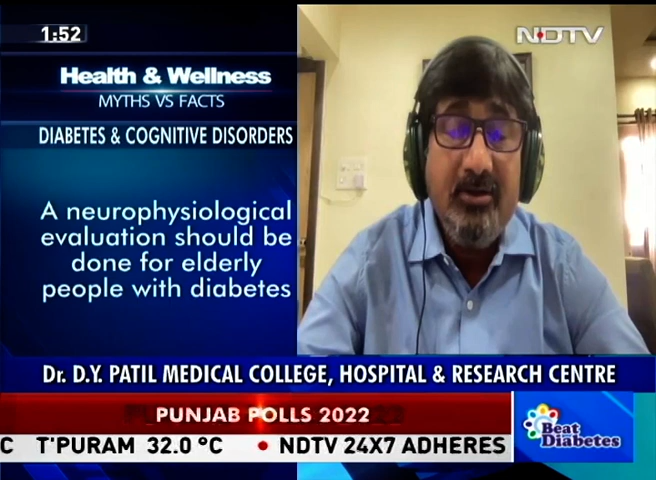 1:52
NDTV
Health & Wellness
MYTHS VS FACTS
DIABETES & COGNITIVE DISORDERS
A neurophysiological
evaluation should be
done for elderly
people with diabetes
Dr. D.Y. PATIL MEDICAL COLLEGE, HOSPITAL & RESEARCH CENTRE
PUNJAB POLLS 2022
Beat
Diabetes
C T'PURAM 32.0 °C • NDTV 24X7 ADHERES